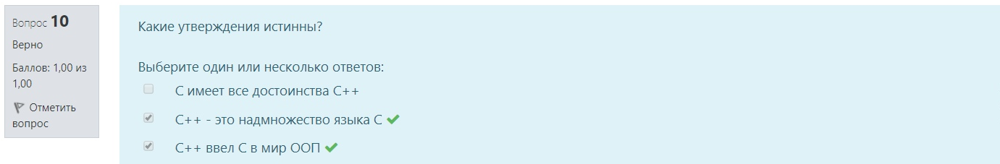 Вопрос 10
Верно
Баллов: 1,00 из
1,00
Отметить
вопрос
Какие утверждения истинны?
Выберите один или несколько ответов:
C имеет все достоинства C++
C++ - это надмножество языка C
C++ ввел C в мир ООП